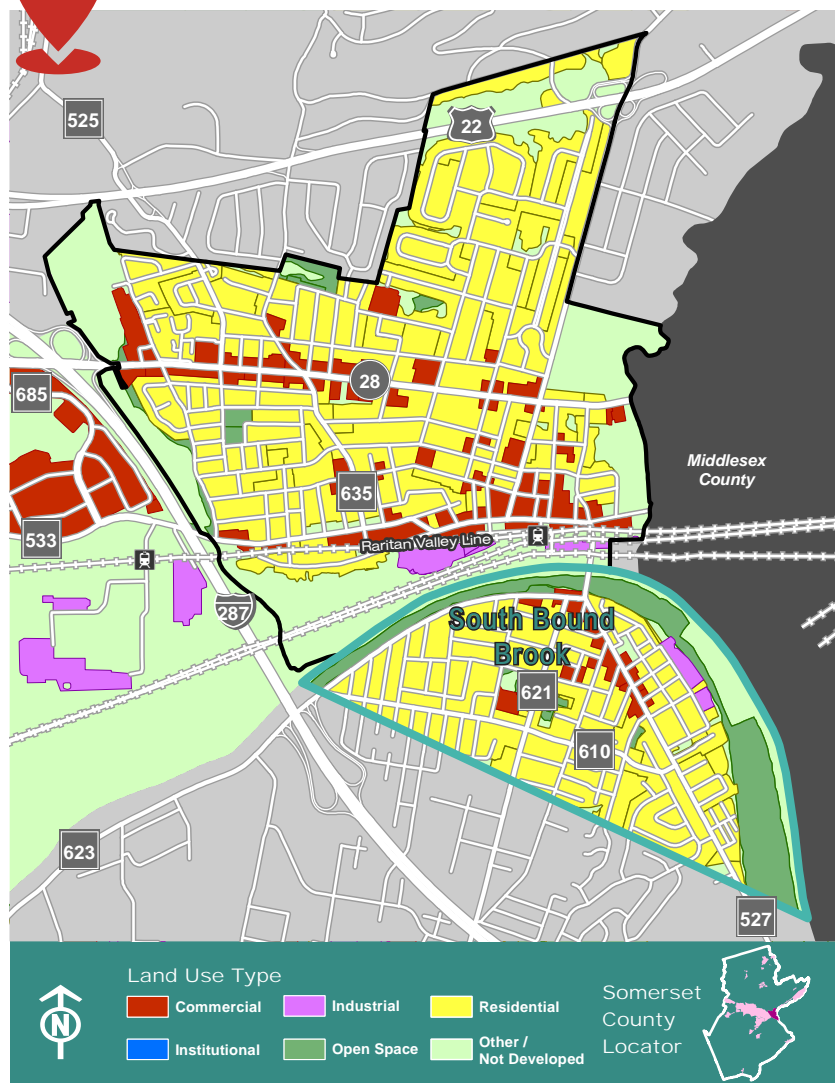 525
22
685
28
Middlesex
County
635
533
Raritan Valley Line
287
South Bound
Brook
621
610
623
527
Land Use Type
Commercial
Industrial
Residential
Institutional
Open Space
Other /
Not Developed
N
Somerset
County
Locator